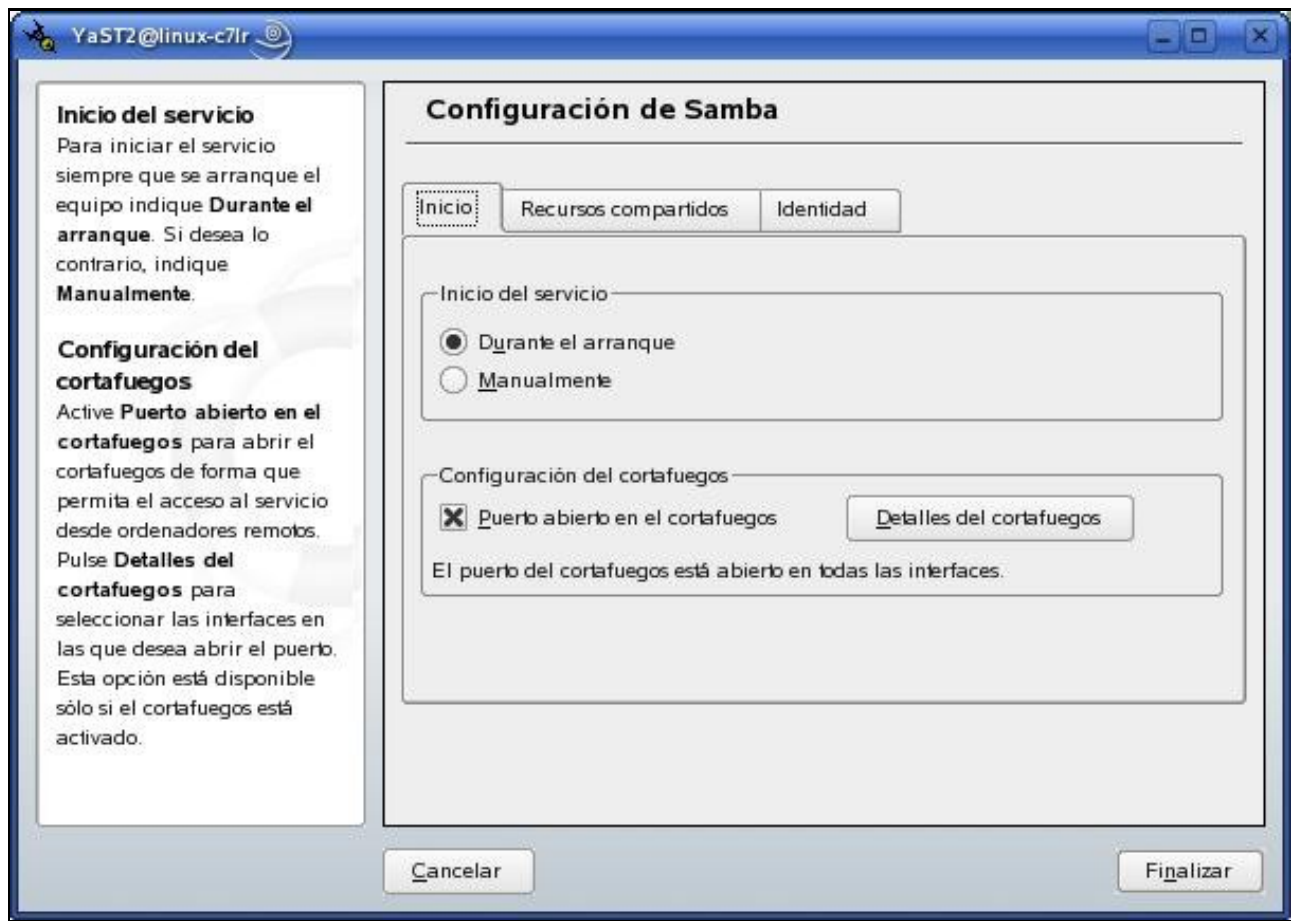 YaST2@linux-c7lr
Inicio del servicio
Para iniciar el servicio
siempre que se arranque el
equipo indique Durante el
arranque. Si desea lo
contrario, indique
Manualmente.
Configuración del
cortafuegos
Active Puerto abierto en el
cortafuegos para abrir el
cortafuegos de forma que
permita el acceso al servicio
desde ordenadores remotos.
Pulse Detalles del
cortafuegos para
seleccionar las interfaces en
las que desea abrir el puerto.
Esta opción está disponible
sólo si el cortafuegos está
activado.
Configuración de Samba
Inicio Recursos compartidos Identidad
Inicio del servicio
Durante el arranque
Manualmente
Configuración del cortafuegos
Puerto abierto en el cortafuegos Detalles del cortafuegos
El puerto del cortafuegos está abierto en todas las interfaces.
Cancelar Finalizar